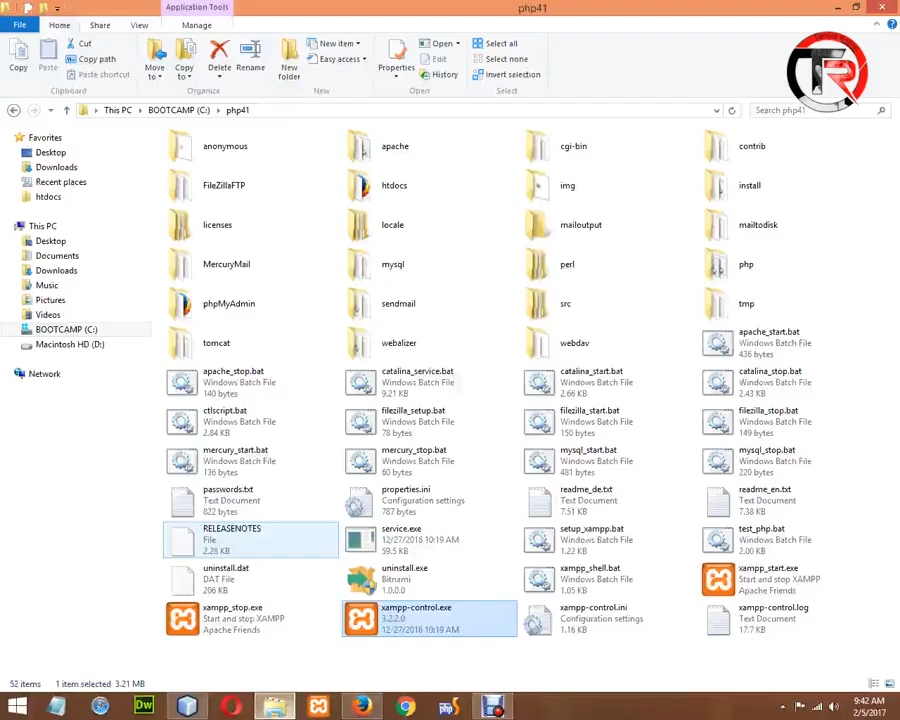 Application Tools
php41
File
Home
Share
View
Manage
Copy
Paste
Cut
Copy path
Paste shortcut
Clipboard
Move to
Copy to
Delete
Rename
Organize
New folder
New item
Easy access
New
Properties
Open
Edit
History
Open
Select all
Select none
Invert selection
Select
TR
This PC
BOOTCAMP (C:)
php41
Search php41
Favorites
Desktop
Downloads
Recent places
htdocs
This PC
Desktop
Documents
Downloads
Music
Pictures
Videos
BOOTCAMP (C:)
Macintosh HD (D:)
Network
anonymous
apache
cgi-bin
contrib
FileZillaFTP
htdocs
img
install
licenses
locale
mailoutput
mailtodisk
MercuryMail
mysql
perl
php
phpMyAdmin
sendmail
src
tmp
tomcat
webalizer
webdav
apache_start.bat
Windows Batch File
436 bytes
apache_stop.bat
Windows Batch File
140 bytes
catalina_service.bat
Windows Batch File
9.21 KB
catalina_start.bat
Windows Batch File
2.66 KB
catalina_stop.bat
Windows Batch File
2.43 KB
ctlscript.bat
Windows Batch File
2.84 KB
filezilla_setup.bat
Windows Batch File
78 bytes
filezilla_start.bat
Windows Batch File
150 bytes
filezilla_stop.bat
Windows Batch File
149 bytes
mercury_start.bat
Windows Batch File
136 bytes
mercury_stop.bat
Windows Batch File
60 bytes
mysql_start.bat
Windows Batch File
481 bytes
mysql_stop.bat
Windows Batch File
220 bytes
passwords.txt
Text Document
822 bytes
properties.ini
Configuration settings
787 bytes
readme_de.txt
Text Document
7.51 KB
readme_en.txt
Text Document
7.38 KB
RELEASENOTES
File
2.28 KB
service.exe
12/27/2016 10:19 AM
59.5 KB
setup_xampp.bat
Windows Batch File
1.22 KB
test_php.bat
Windows Batch File
2.00 KB
uninstall.dat
DAT File
206 KB
uninstall.exe
Bitnami
1.0.0.0
xampp_shell.bat
Windows Batch File
1.05 KB
xampp_start.exe
Start and stop XAMPP
Apache Friends
xampp_stop.exe
Start and stop XAMPP
Apache Friends
xampp-control.exe
3.2.2.0
12/27/2016 10:19 AM
xampp-control.ini
Configuration settings
1.16 KB
xampp-control.log
Text Document
17.7 KB
52 items
1 item selected 3.21 MB
Dw
9:42 AM
2/5/2017